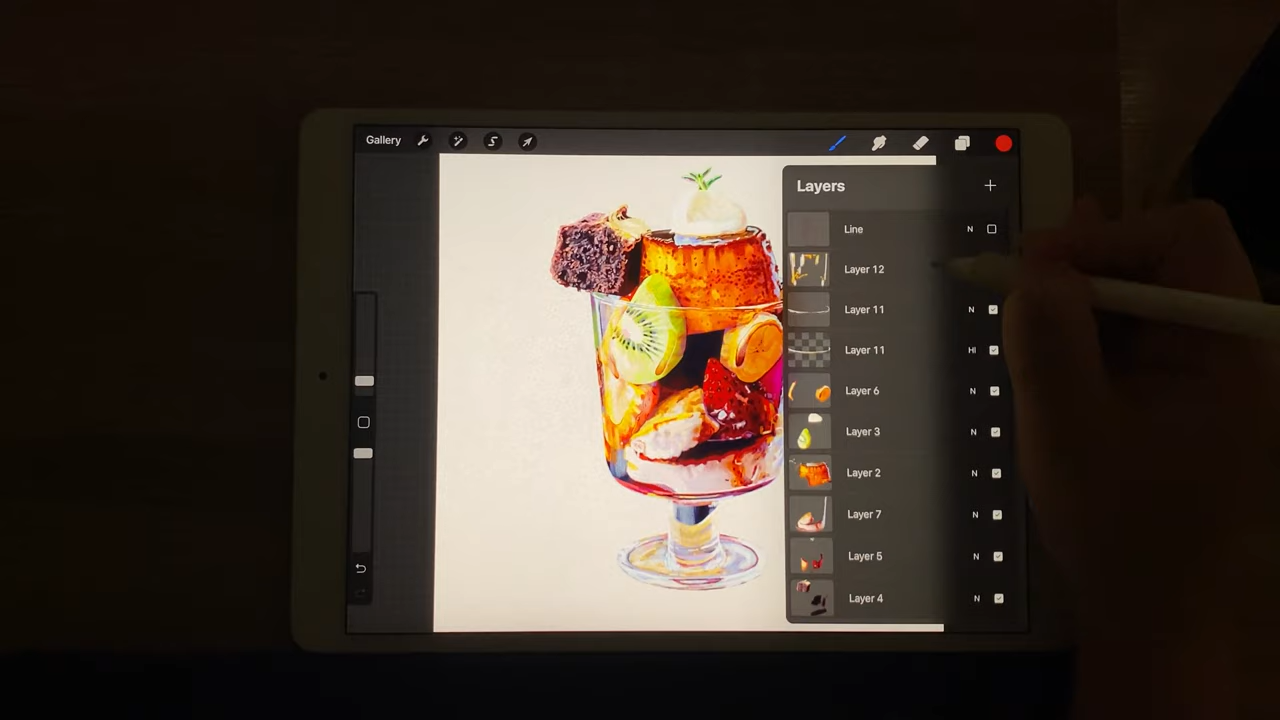 Gallery
Layers
Line N
Layer 12
Layer 11 N
Layer 11 HI
Layer 6 N
Layer 3 N
Layer 2 N
Layer 7 N
Layer 5 N
Layer 4 N